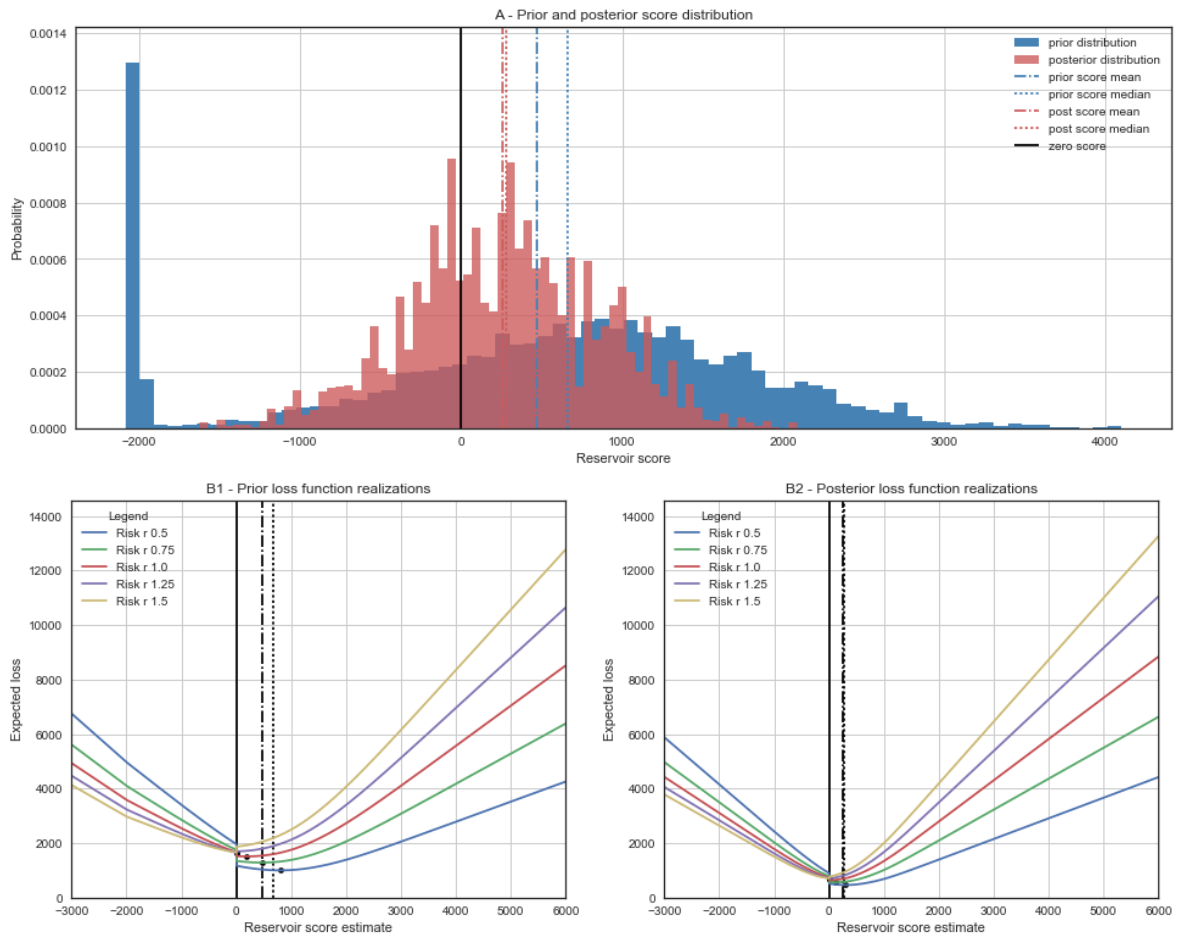 A - Prior and posterior score distribution
0.0014
0.0012
0.0010
0.0008
0.0006
0.0004
0.0002
0.0000
Probability
prior distribution
posterior distribution
prior score mean
prior score median
post score mean
post score median
zero score
−2000 −1000 0 1000 2000 3000 4000
Reservoir score
B1 - Prior loss function realizations
14000
12000
10000
8000
6000
4000
2000
0
Expected loss
Legend
Risk r 0.5
Risk r 0.75
Risk r 1.0
Risk r 1.25
Risk r 1.5
−3000 −2000 −1000 0 1000 2000 3000 4000 5000 6000
Reservoir score estimate
B2 - Posterior loss function realizations
14000
12000
10000
8000
6000
4000
2000
0
Expected loss
Legend
Risk r 0.5
Risk r 0.75
Risk r 1.0
Risk r 1.25
Risk r 1.5
−3000 −2000 −1000 0 1000 2000 3000 4000 5000 6000
Reservoir score estimate